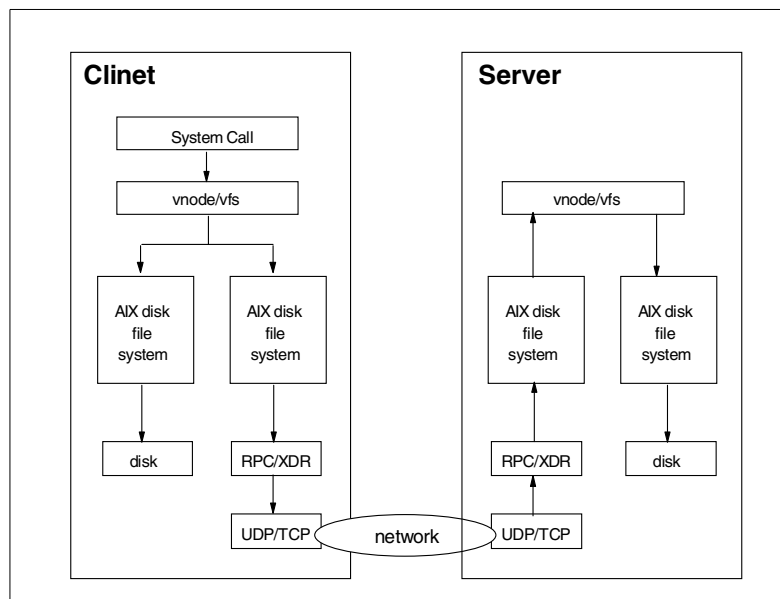 Clinet
System Call
vnode/vfs
AIX disk
file
system
AIX disk
file
system
disk
RPC/XDR
UDP/TCP
network
Server
vnode/vfs
AIX disk
file
system
AIX disk
file
system
RPC/XDR
disk
UDP/TCP